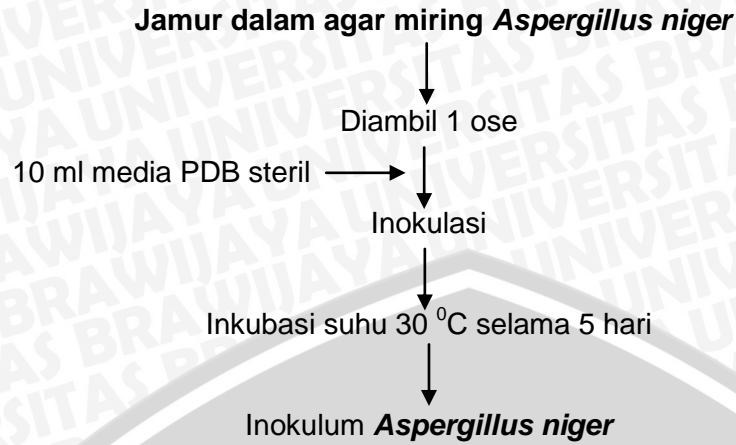 Jamur dalam agar miring Aspergillus niger
Diambil 1 ose
10 ml media PDB steril
Inokulasi
Inkubasi suhu 30 ⁰C selama 5 hari
Inokulum Aspergillus niger